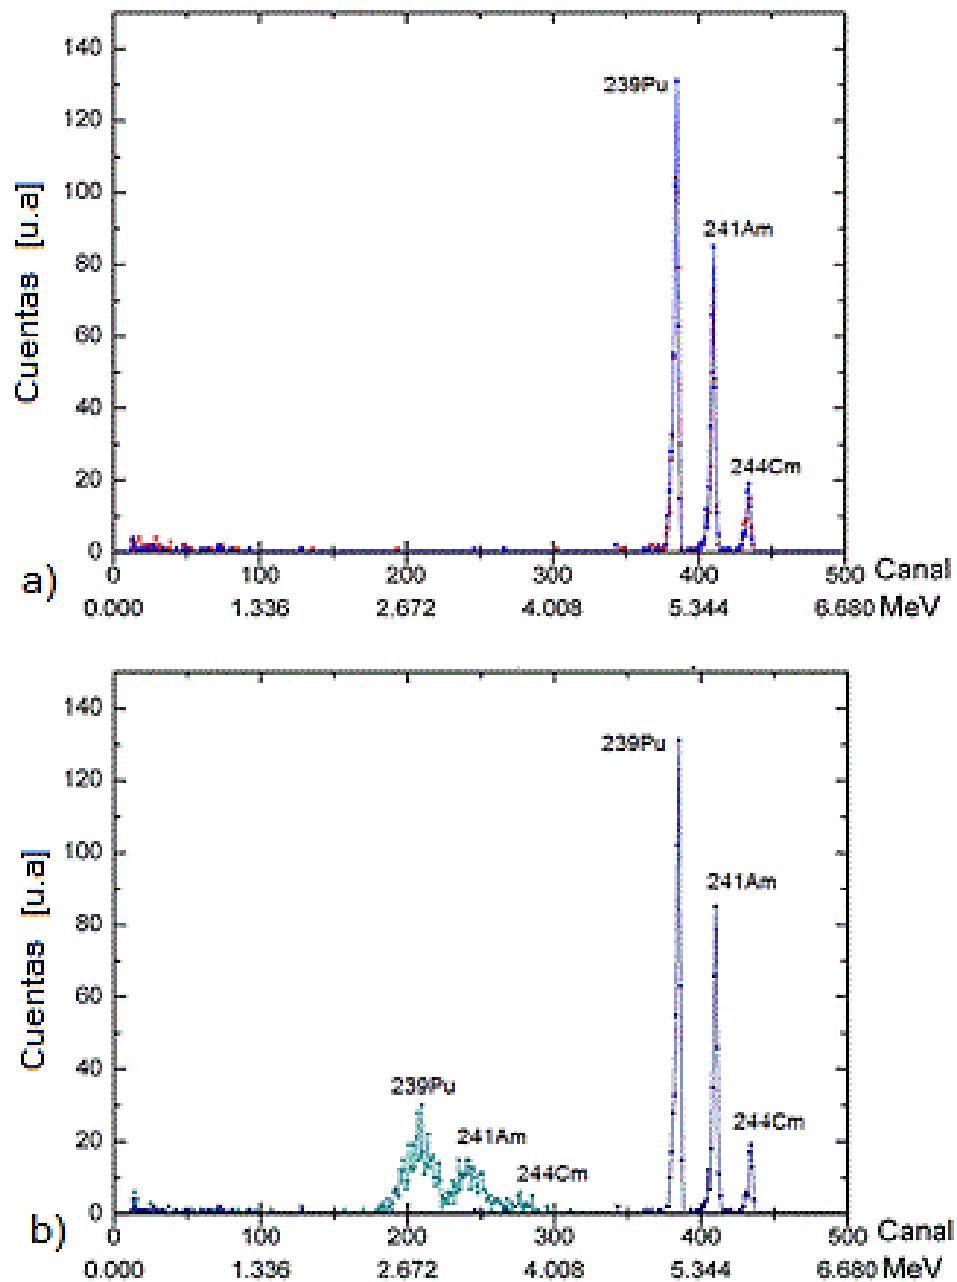 140
120
100
80
60
40
20
0
Cuentas [u.a]
239Pu
241Am
244Cm
0 100 200 300 400 500 Canal
0.000 1.336 2.672 4.008 5.344 6.680 MeV
a)
140
120
100
80
60
40
20
0
Cuentas [u.a]
239Pu
241Am
244Cm
239Pu
241Am
244Cm
0 100 200 300 400 500 Canal
0.000 1.336 2.672 4.008 5.344 6.680 MeV
b)